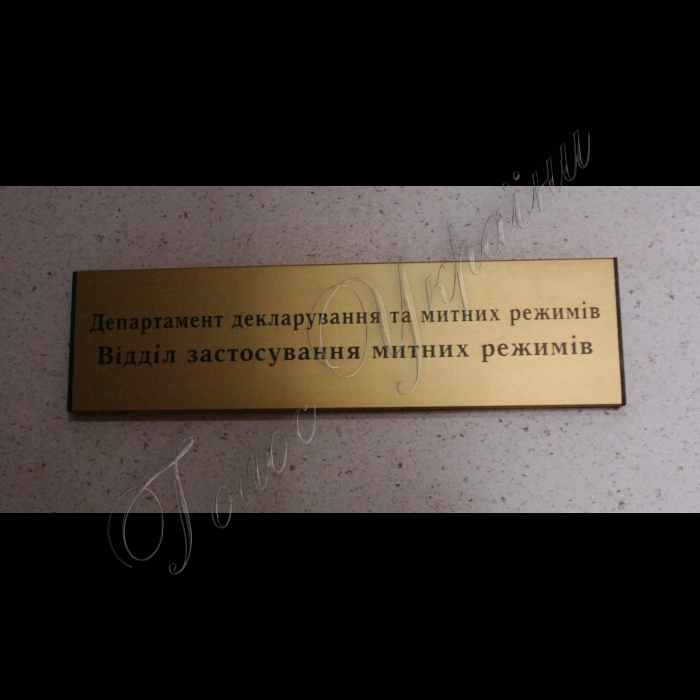 Департамент декларування та митних режимів
Відділ застосування митних режимів
Голос України